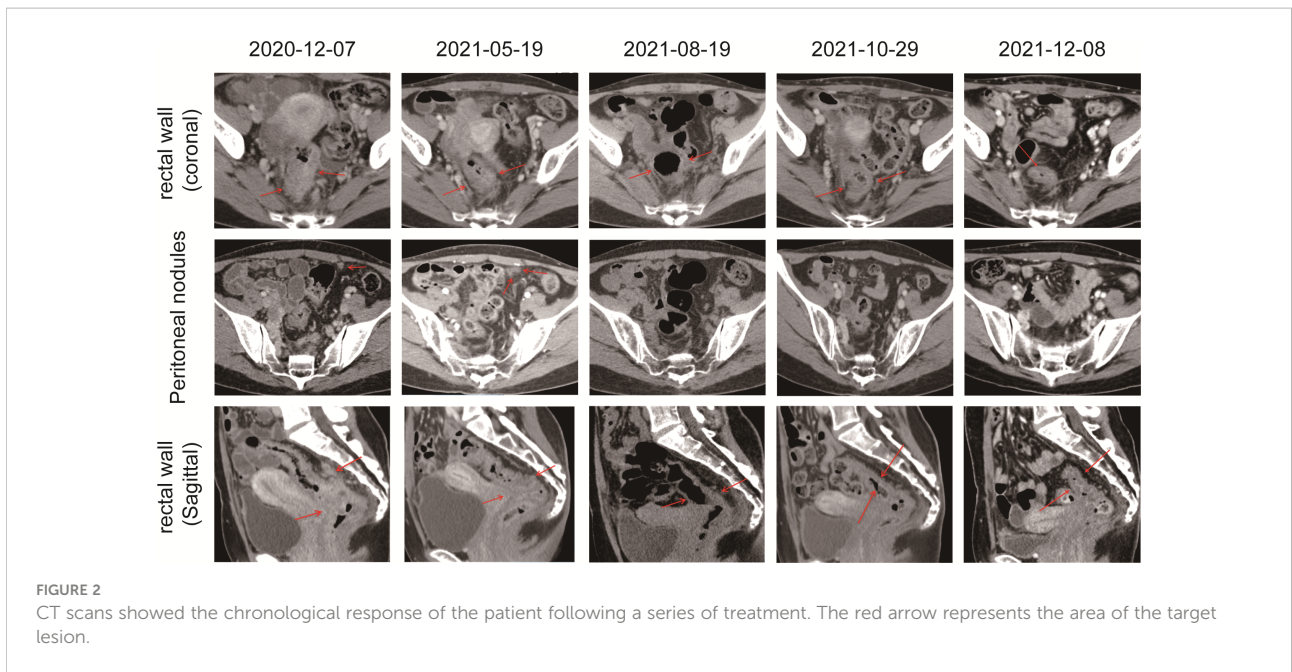 2020-12-07 2021-05-19 2021-08-19 2021-10-29 2021-12-08
rectal wall
(coronal)
Peritoneal nodules
rectal wall
(Sagittal)
FIGURE 2
CT scans showed the chronological response of the patient following a series of treatment. The red arrow represents the area of the target
lesion.